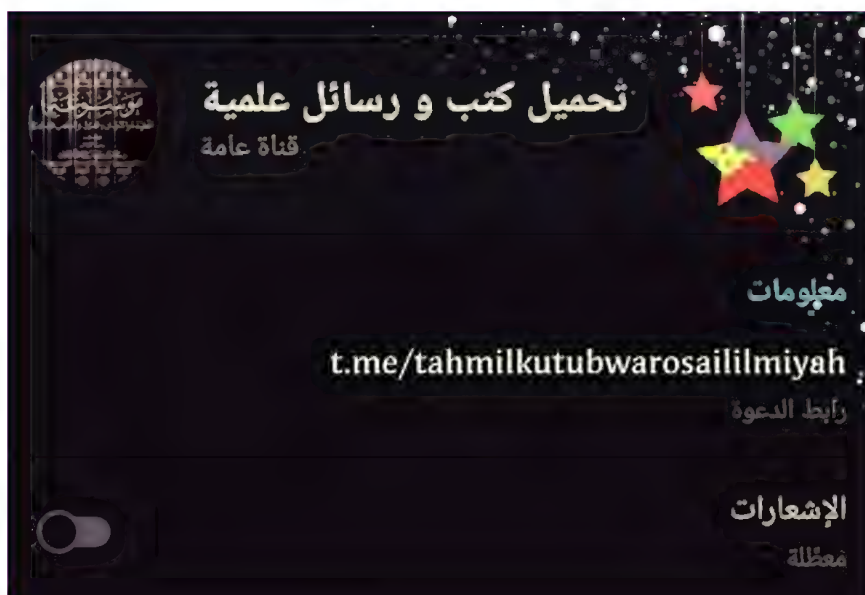 تحميل كتب و رسائل علمية
قناة عامة
معلومات
t.me/tahmilkutubwarosaililmiyah
رابط الدعوة
الإشعارات
معطلة